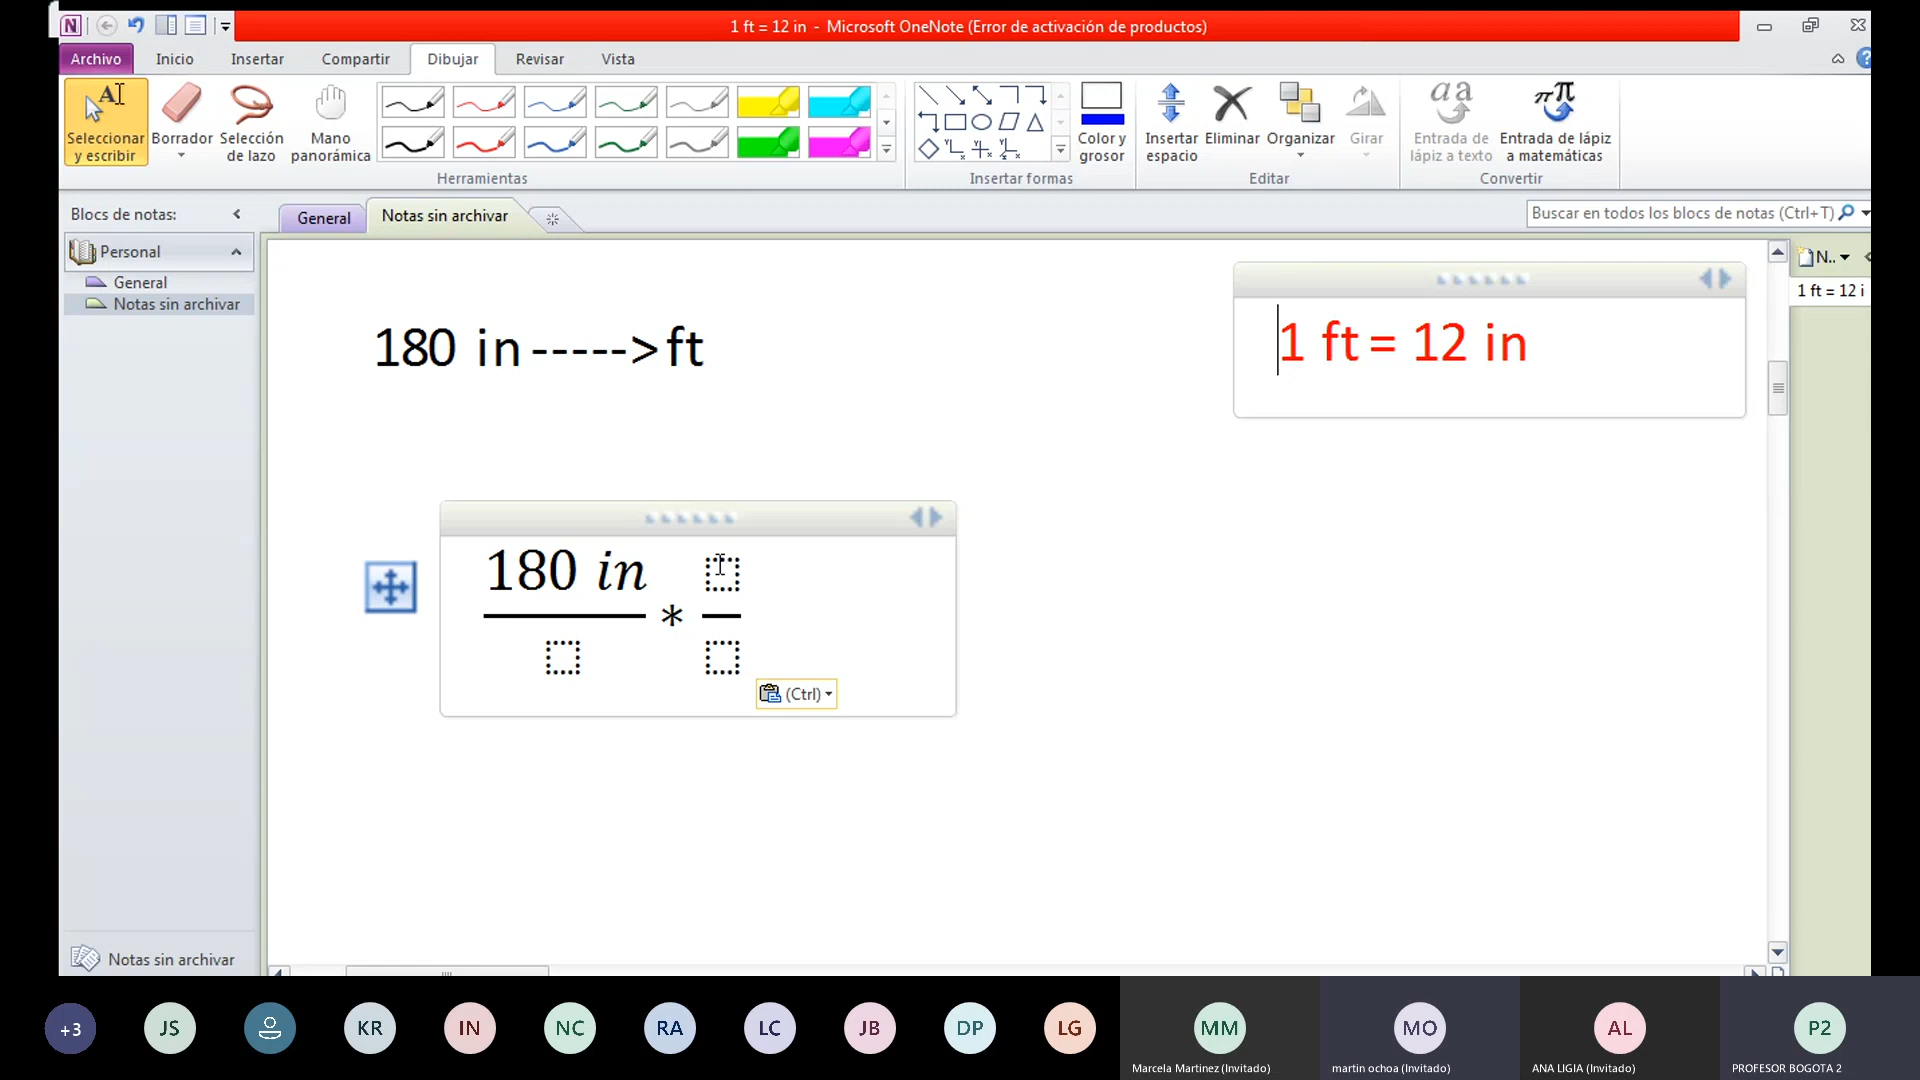 1 ft = 12 in - Microsoft OneNote (Error de activación de productos)
Archivo Inicio Insertar Compartir Dibujar Revisar Vista
Seleccionar y escribir
Borrador
Selección de lazo
Mano panorámica
Herramientas
Insertar formas
Color y grosor
Insertar espacio
Eliminar
Organizar
Girar
Editar
Entrada de lápiz a texto
Entrada de lápiz a matemáticas
Convertir
Blocs de notas:
General
Notas sin archivar
Buscar en todos los blocs de notas (Ctrl+T)
Personal
General
Notas sin archivar
N..
1 ft = 12 i
180 in ----->ft
1 ft = 12 in
180 in
*
(Ctrl)
Notas sin archivar
+3 JS KR IN NC RA LC JB DP LG MM MO AL P2
Marcela Martinez (Invitado) martin ochoa (Invitado) ANA LIGIA (Invitado) PROFESOR BOGOTA 2